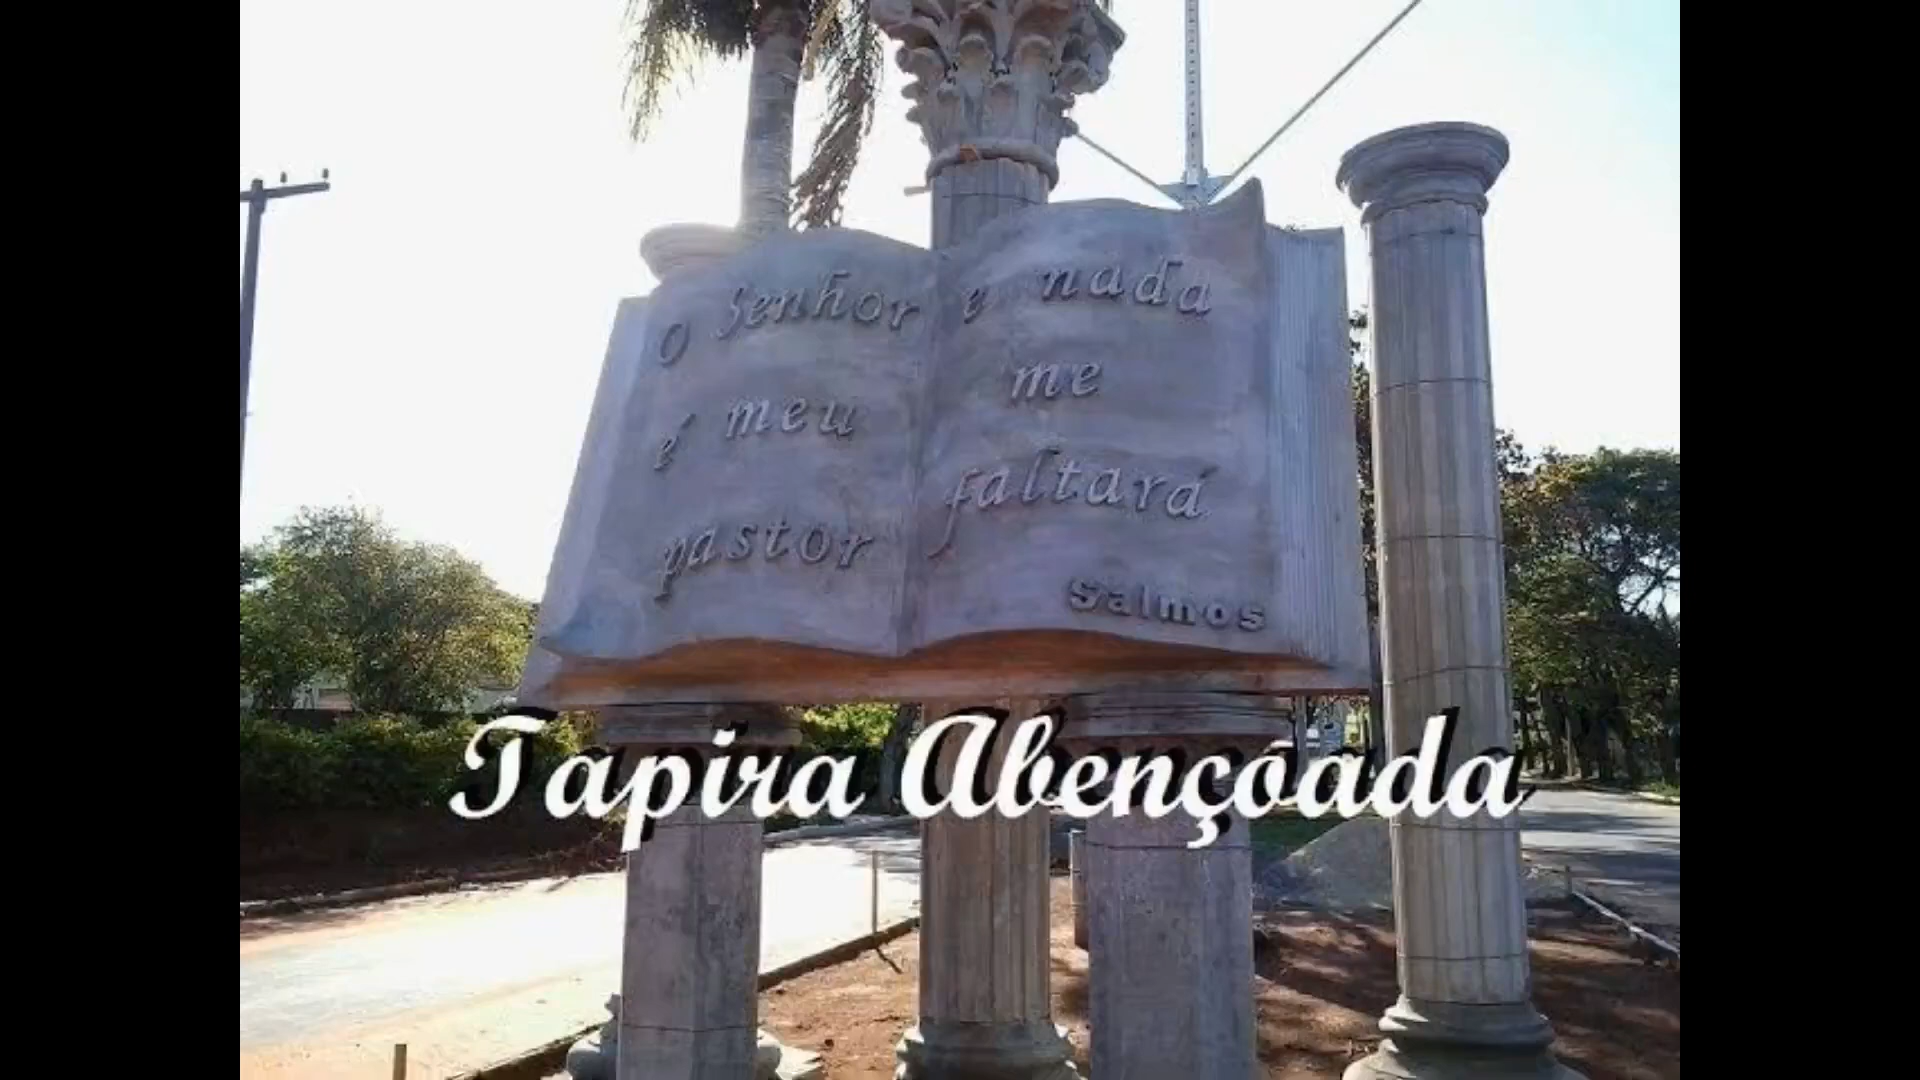 O Senhor
é meu
pastor
e nada
me
faltará
Salmos
Tapira Abençoada